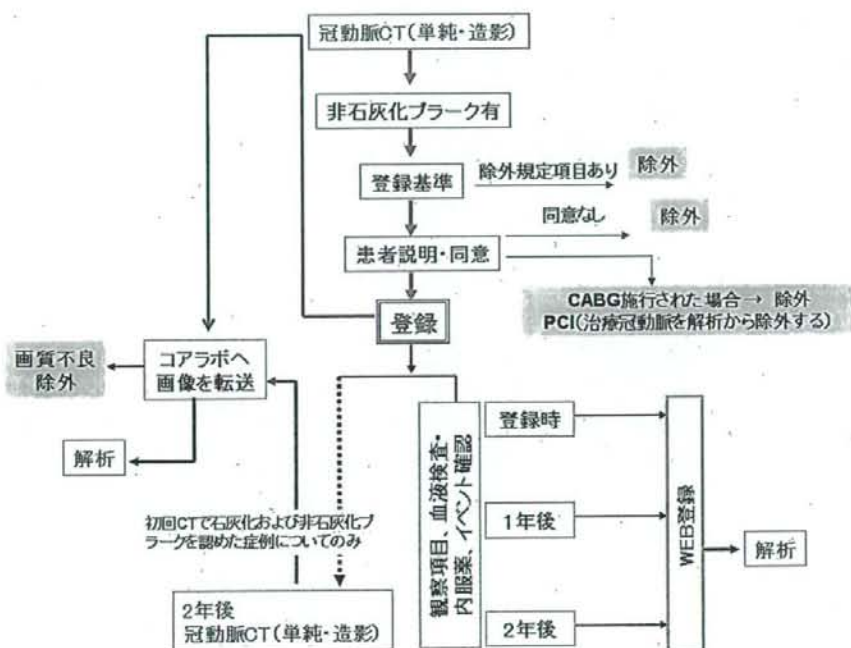 冠動脈CT(単純・造影)
非石灰化プラーク有
登録基準
除外規定項目あり
除外
同意なし
除外
患者説明・同意
CABG施行された場合→ 除外
PCI(治療冠動脈を解析から除外する)
登録
画質不良
除外
コアラボへ
画像を転送
解析
初回CTで石灰化および非石灰化プ
ラークを認めた症例についてのみ
2年後
冠動脈CT(単純・造影)
観察項目、血液検査・
内服薬、イベント確認
登録時
1年後
2年後
WEB登録
解析